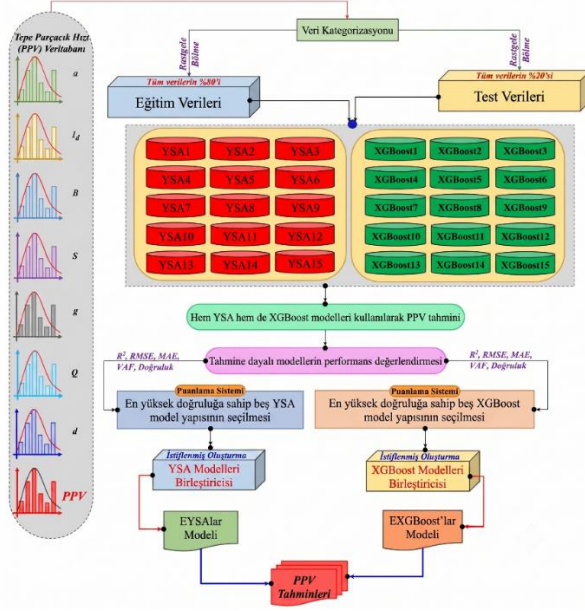 Tepe Parçacık Hızı
(PPV) Veritabanı
a
l_d
B
S
g
Q
d
PPV
Veri Kategorizasyonu
Rastgele
Bölme
Rastgele
Bölme
Tüm verilerin %80'i
Eğitim Verileri
Tüm verilerin %20'si
Test Verileri
YSA1 YSA2 YSA3
YSA4 YSA5 YSA6
YSA7 YSA8 YSA9
YSA10 YSA11 YSA12
YSA13 YSA14 YSA15
XGBoost1 XGBoost2 XGBoost3
XGBoost4 XGBoost5 XGBoost6
XGBoost7 XGBoost8 XGBoost9
XGBoost10 XGBoost11 XGBoost12
XGBoost13 XGBoost14 XGBoost15
Hem YSA hem de XGBoost modelleri kullanılarak PPV tahmini
R², RMSE, MAE,
VAF, Doğruluk
Tahmine dayalı modellerin performans değerlendirmesi
R², RMSE, MAE,
VAF, Doğruluk
Puanlama Sistemi
En yüksek doğruluğa sahip beş YSA
model yapısının seçilmesi
Puanlama Sistemi
En yüksek doğruluğa sahip beş XGBoost
model yapısının seçilmesi
İstiflenmiş Oluşturma
YSA Modelleri
Birleştiricisi
İstiflenmiş Oluşturma
XGBoost Modelleri
Birleştiricisi
EYSAlar
Modeli
EXGBoost'lar
Modeli
PPV
Tahminleri